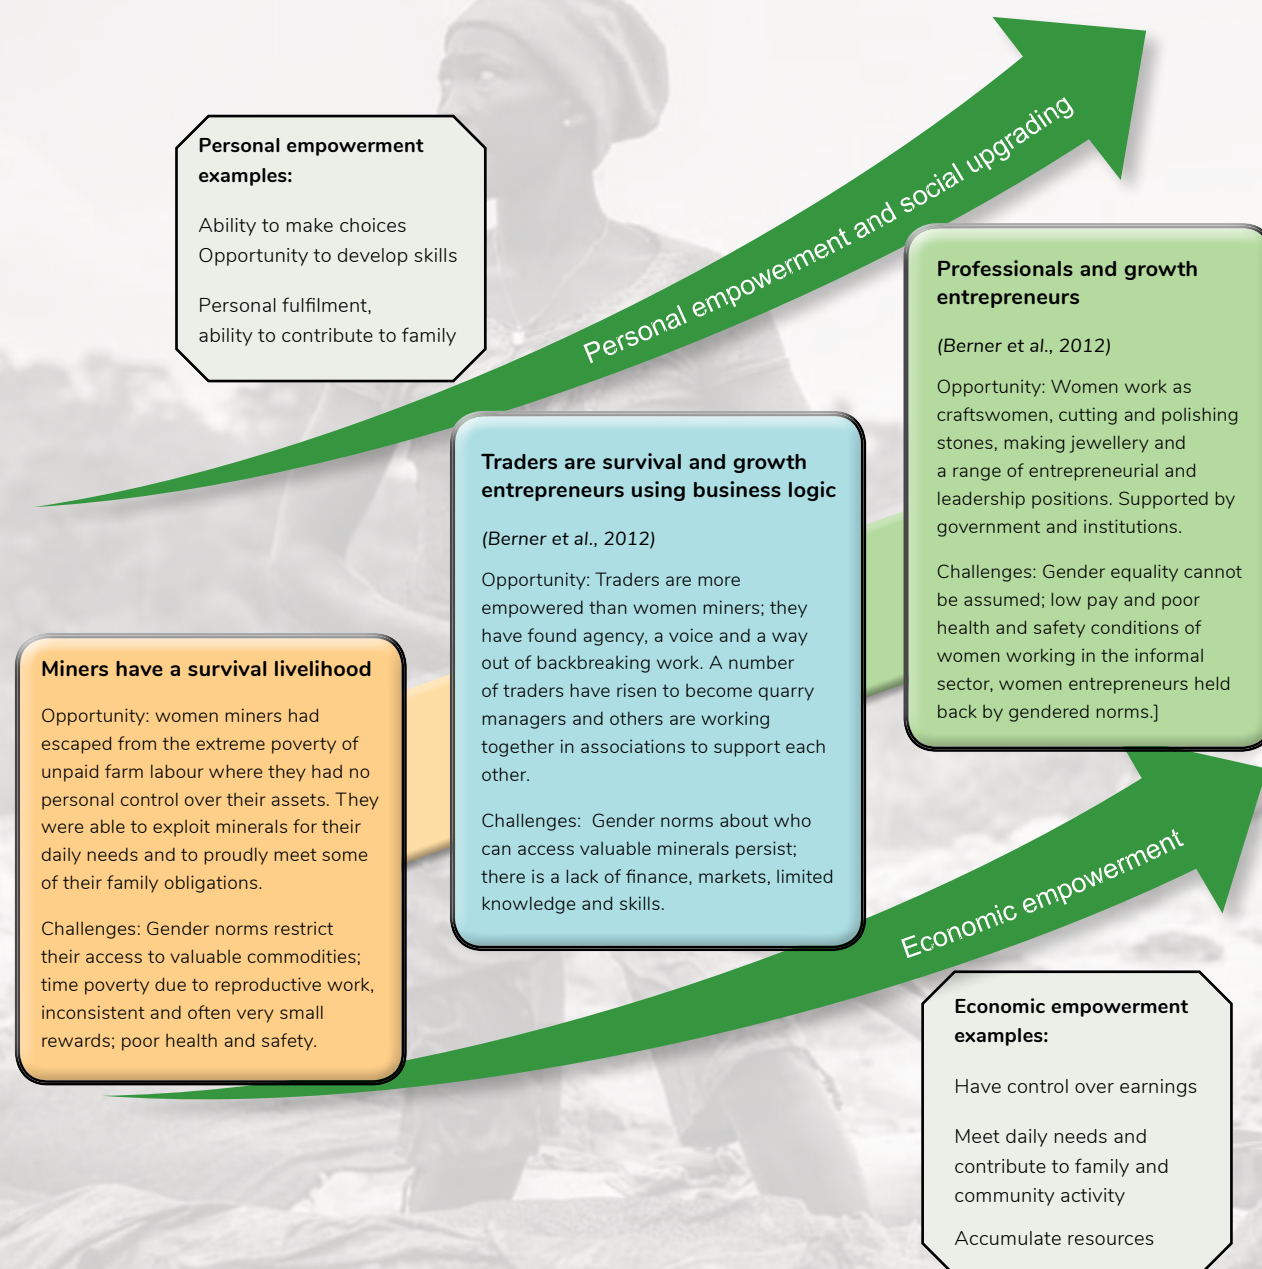 Personal empowerment
examples:
Ability to make choices
Opportunity to develop skills
Personal fulfilment,
ability to contribute to family
Personal empowerment and social upgrading
Professionals and growth
entrepreneurs
(Berner et al., 2012)
Opportunity: Women work as
craftswomen, cutting and polishing
stones, making jewellery and
a range of entrepreneurial and
leadership positions. Supported by
government and institutions.
Challenges: Gender equality cannot
be assumed; low pay and poor
health and safety conditions of
women working in the informal
sector, women entrepreneurs held
back by gendered norms.]
Traders are survival and growth
entrepreneurs using business logic
(Berner et al., 2012)
Opportunity: Traders are more
empowered than women miners; they
have found agency, a voice and a way
out of backbreaking work. A number
of traders have risen to become quarry
managers and others are working
together in associations to support each
other.
Challenges:  Gender norms about who
can access valuable minerals persist;
there is a lack of finance, markets, limited
knowledge and skills.
Miners have a survival livelihood
Opportunity: women miners had
escaped from the extreme poverty of
unpaid farm labour where they had no
personal control over their assets. They
were able to exploit minerals for their
daily needs and to proudly meet some
of their family obligations.
Challenges: Gender norms restrict
their access to valuable commodities;
time poverty due to reproductive work,
inconsistent and often very small
rewards; poor health and safety.
Economic empowerment
Economic empowerment
examples:
Have control over earnings
Meet daily needs and
contribute to family and
community activity
Accumulate resources